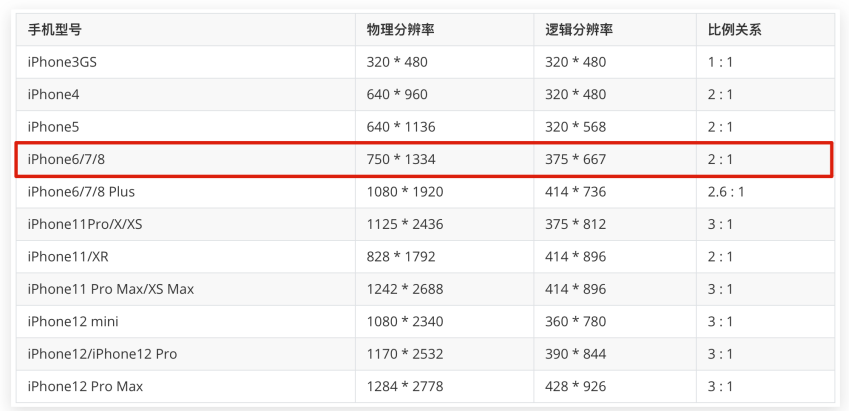 手机型号 物理分辨率 逻辑分辨率 比例关系
iPhone3GS 320 * 480 320 * 480 1 : 1
iPhone4 640 * 960 320 * 480 2 : 1
iPhone5 640 * 1136 320 * 568 2 : 1
iPhone6/7/8 750 * 1334 375 * 667 2 : 1
iPhone6/7/8 Plus 1080 * 1920 414 * 736 2.6 : 1
iPhone11Pro/X/XS 1125 * 2436 375 * 812 3 : 1
iPhone11/XR 828 * 1792 414 * 896 2 : 1
iPhone11 Pro Max/XS Max 1242 * 2688 414 * 896 3 : 1
iPhone12 mini 1080 * 2340 360 * 780 3 : 1
iPhone12/iPhone12 Pro 1170 * 2532 390 * 844 3 : 1
iPhone12 Pro Max 1284 * 2778 428 * 926 3 : 1